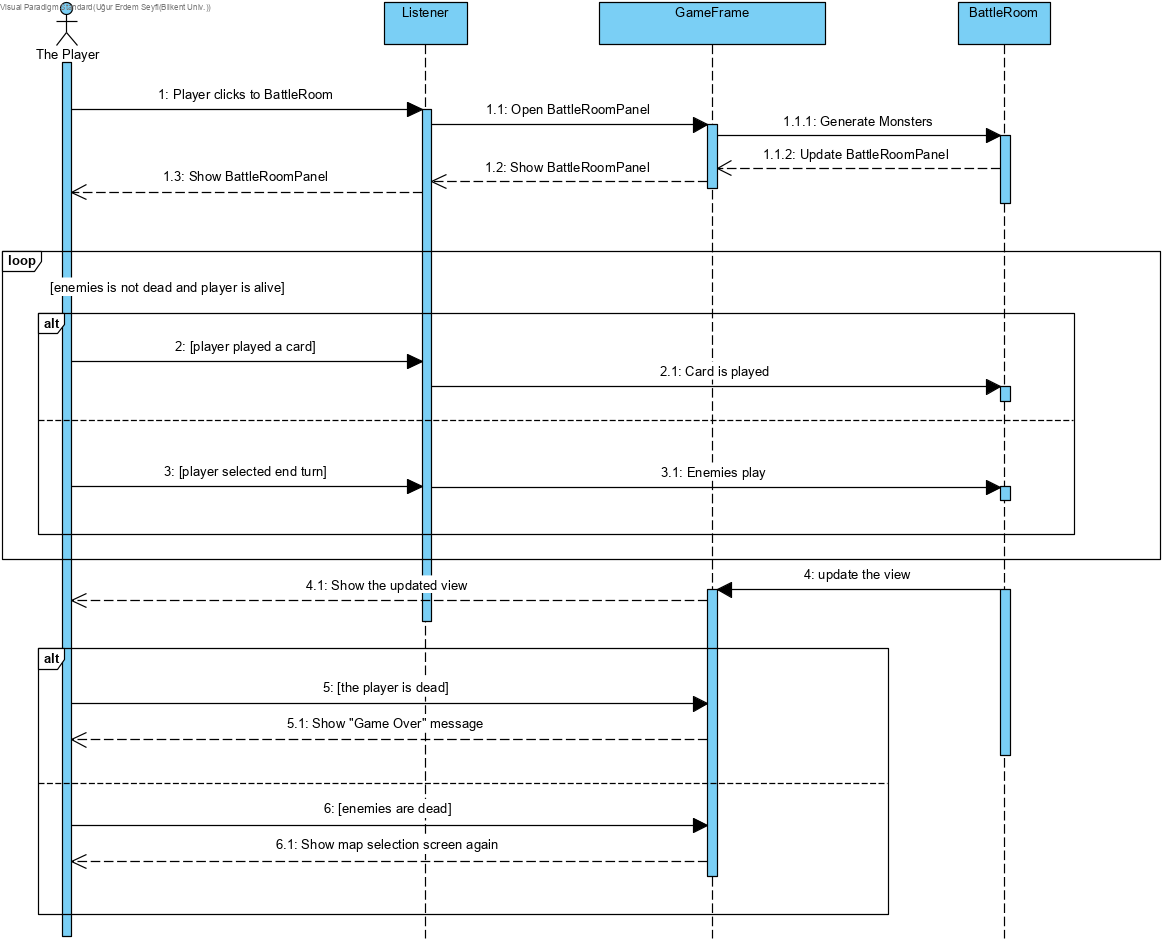 Visual Paradigm Standard(Uğur Erdem Seyfi(Bilkent Univ.))
The Player
Listener
GameFrame
BattleRoom
1: Player clicks to BattleRoom
1.1: Open BattleRoomPanel
1.1.1: Generate Monsters
1.1.2: Update BattleRoomPanel
1.2: Show BattleRoomPanel
1.3: Show BattleRoomPanel
loop
[enemies is not dead and player is alive]
alt
2: [player played a card]
2.1: Card is played
3: [player selected end turn]
3.1: Enemies play
4: update the view
4.1: Show the updated view
alt
5: [the player is dead]
5.1: Show "Game Over" message
6: [enemies are dead]
6.1: Show map selection screen again